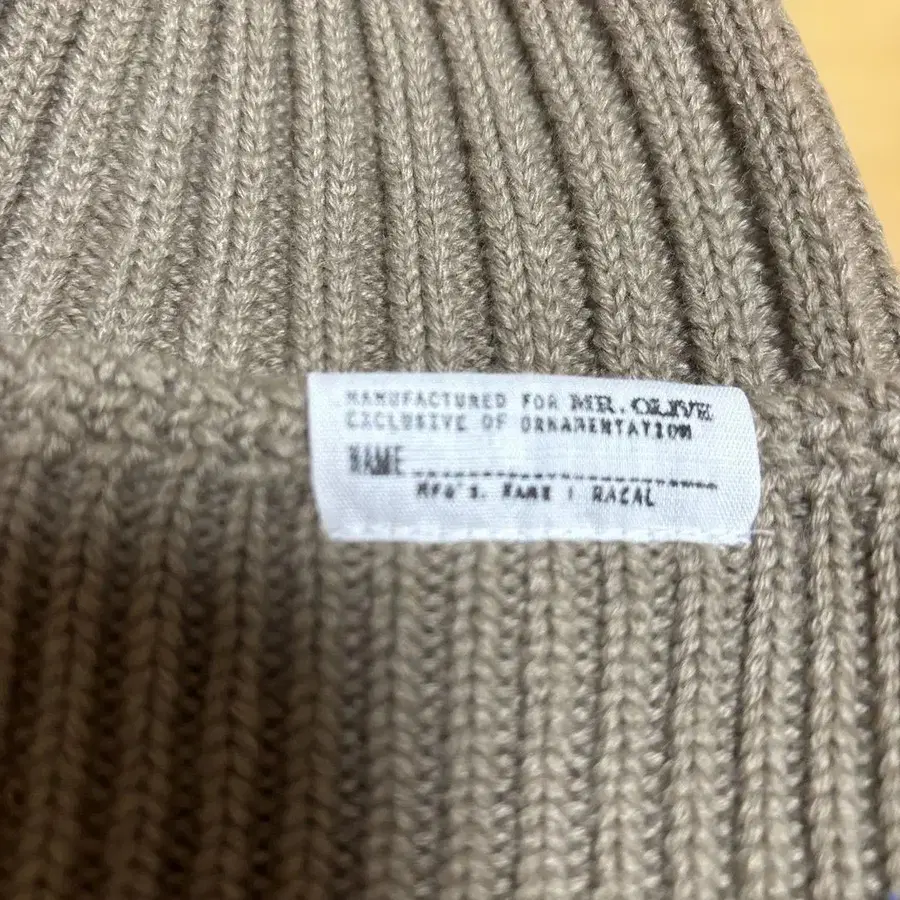 MANUFACTURED FOR MR.OLIVE
EXCLUSIVE OF ORNAMENTATION
NAME
MFG'S. NAME : RACAL